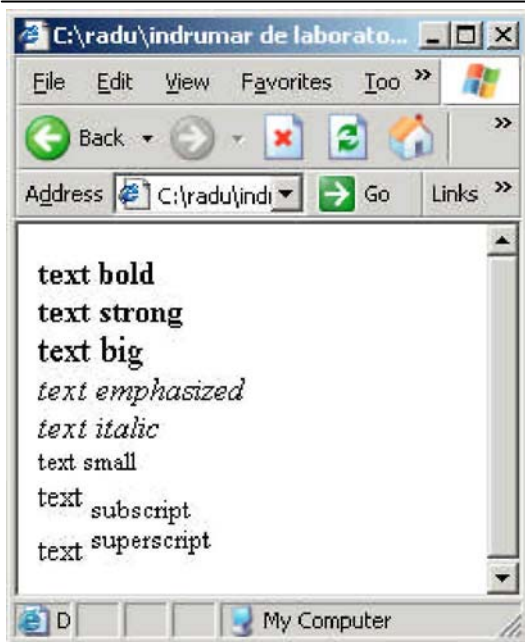 C:\radu\indrumar de laborato...
File Edit View Favorites Too »
Back »
Address C:\radu\indi Go Links »
text bold
text strong
text big
text emphasized
text italic
text small
text subscript
text superscript
D My Computer